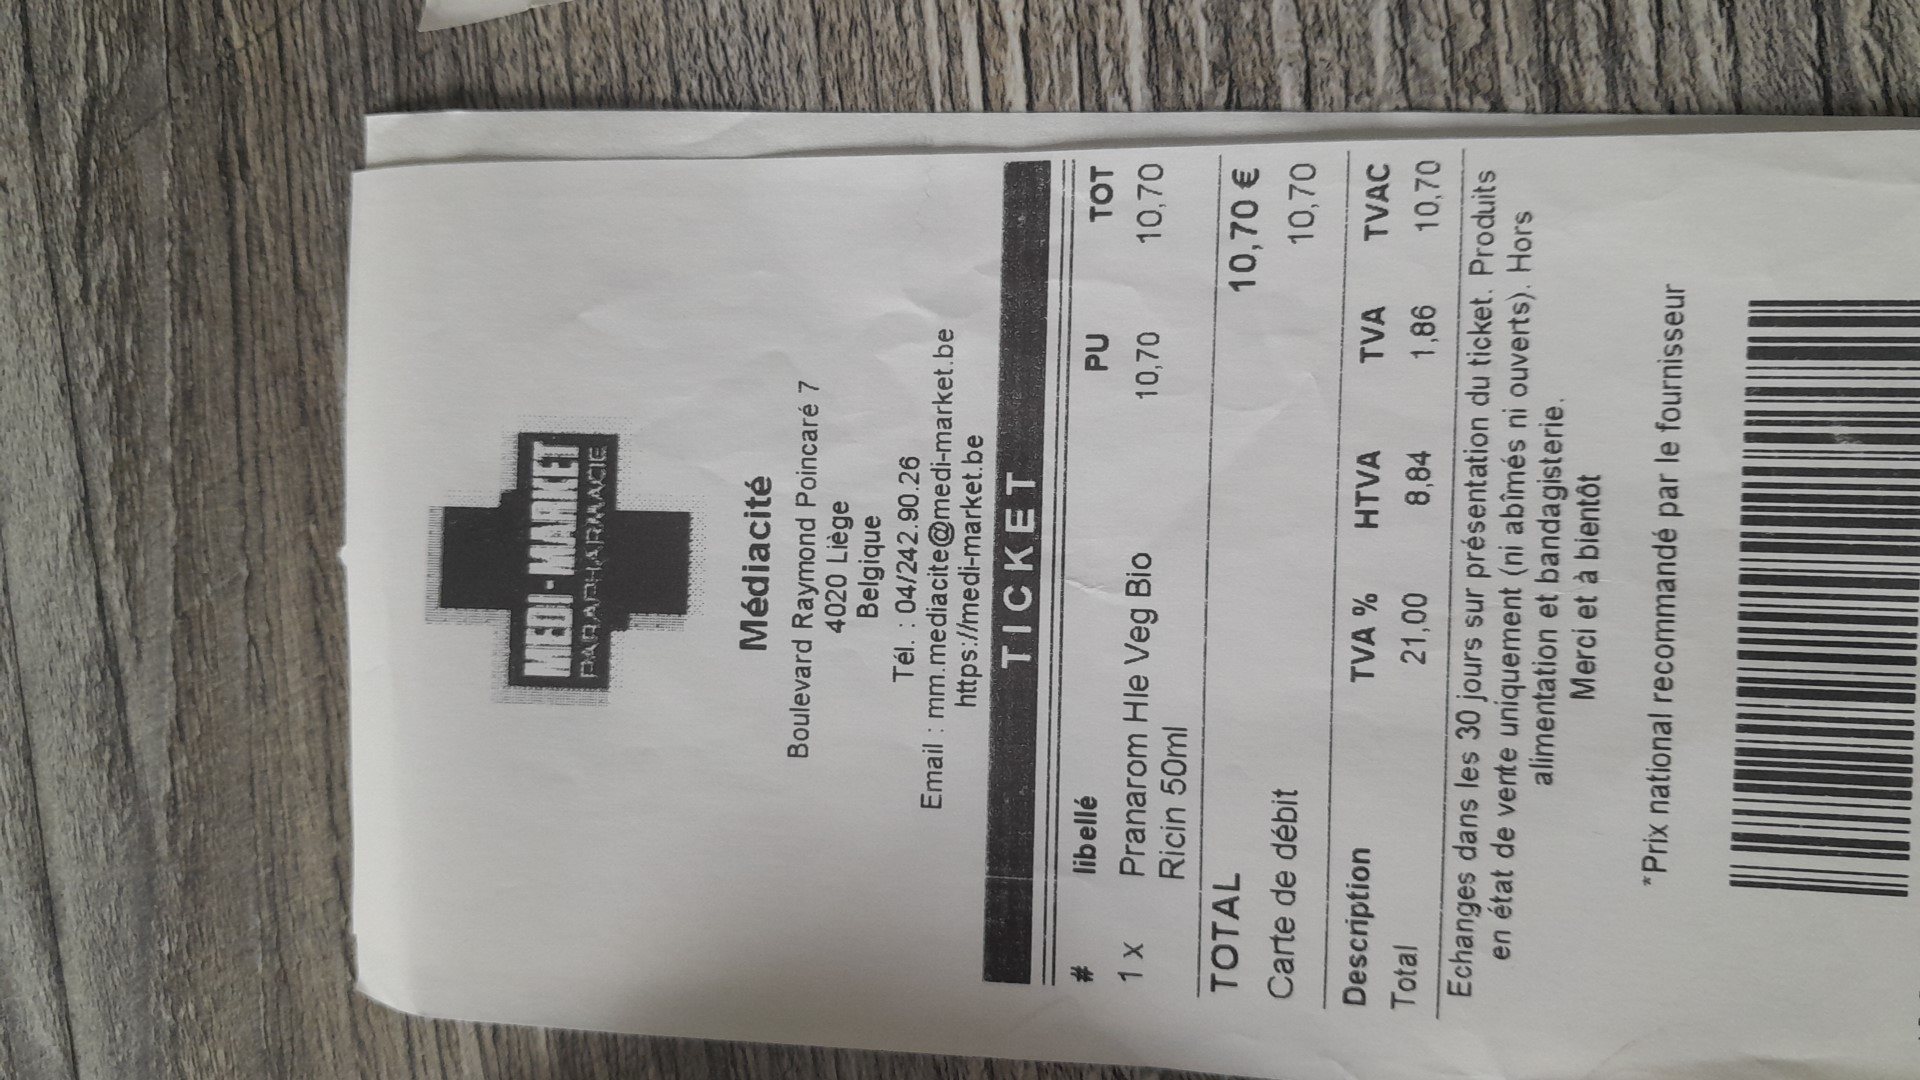 MEDI-MARKET
PARAPHARMACIE
Médiacité
Boulevard Raymond Poincaré 7
4020 Liège
Belgique
Tél. : 04/242.90.26
Email : mm.mediacite@medi-market.be
https://medi-market.be
TICKET
# libellé PU TOT
1 x Pranarom Hle Veg Bio 10,70 10,70
Ricin 50ml
TOTAL 10,70 €
Carte de débit 10,70
Description TVA % HTVA TVA TVAC
Total 21,00 8,84 1,86 10,70
Echanges dans les 30 jours sur présentation du ticket. Produits
en état de vente uniquement (ni abîmés ni ouverts). Hors
alimentation et bandagisterie.
Merci et à bientôt
*Prix national recommandé par le fournisseur